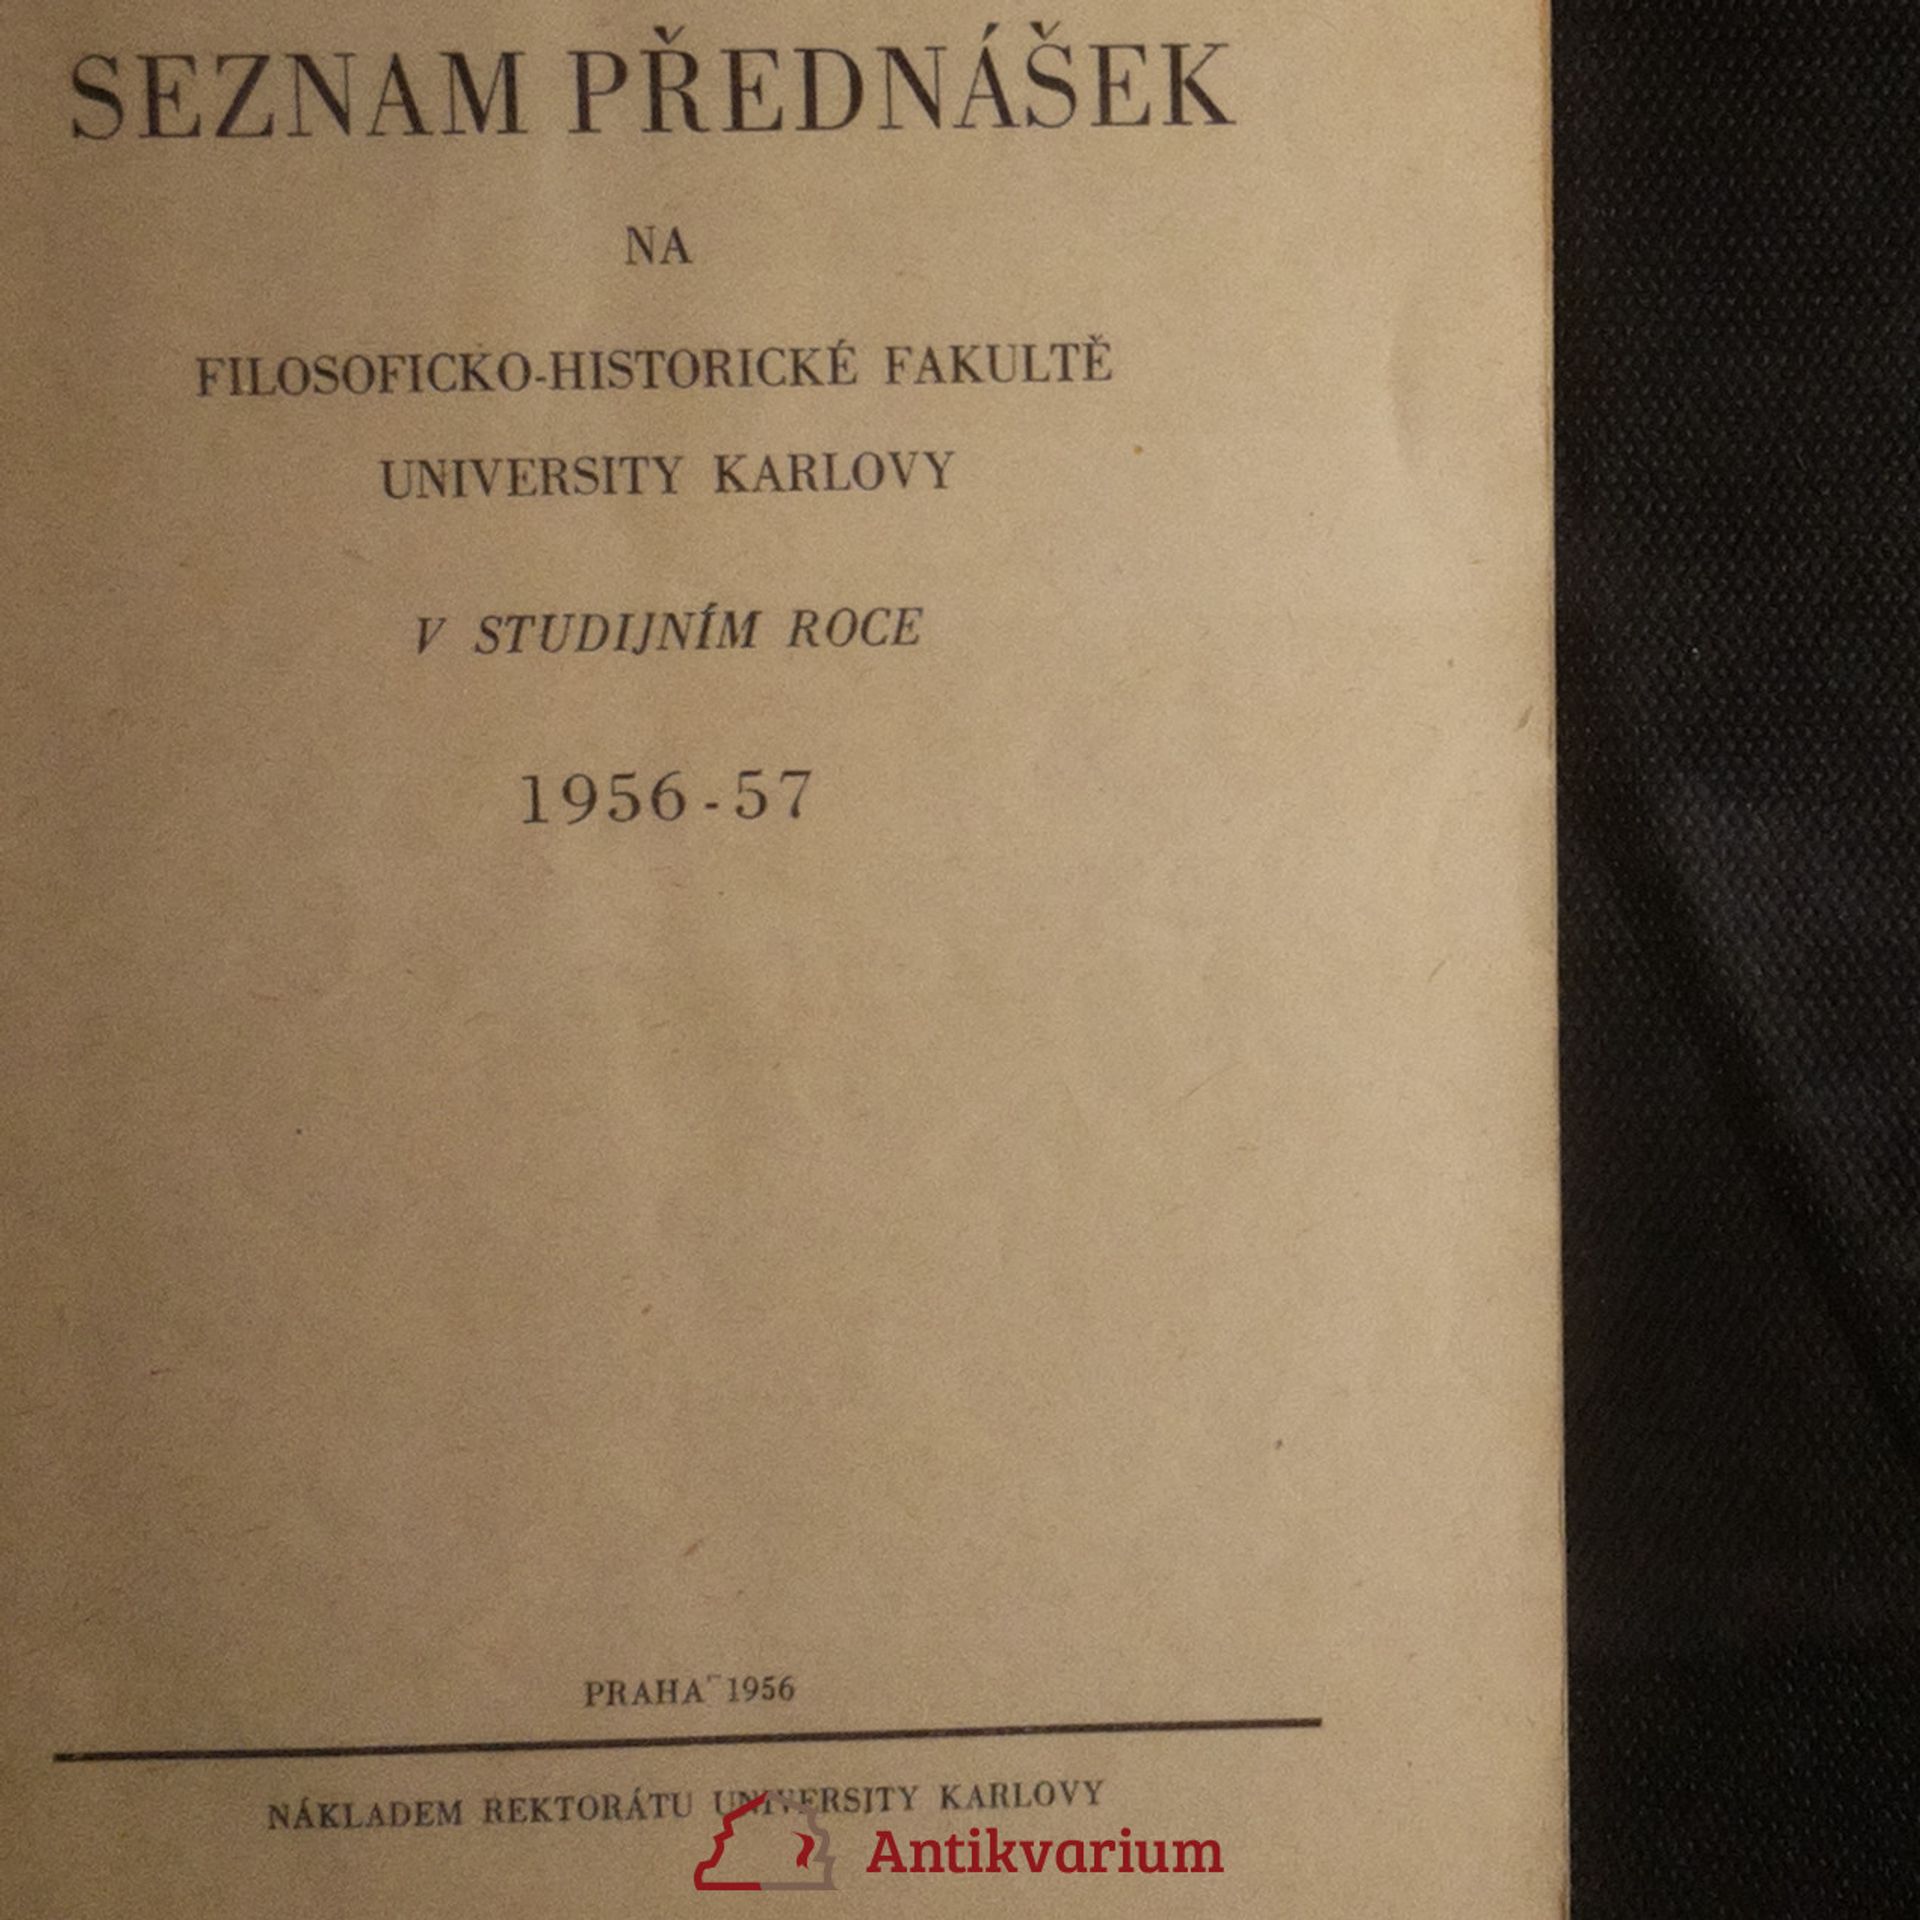 SEZNAM PŘEDNÁŠEK
NA
FILOSOFICKO-HISTORICKÉ FAKULTĚ
UNIVERSITY KARLOVY
V STUDIJNÍM ROCE
1956-57
PRAHA 1956
NÁKLADEM REKTORÁTU UNIVERSITY KARLOVY
Antikvarium